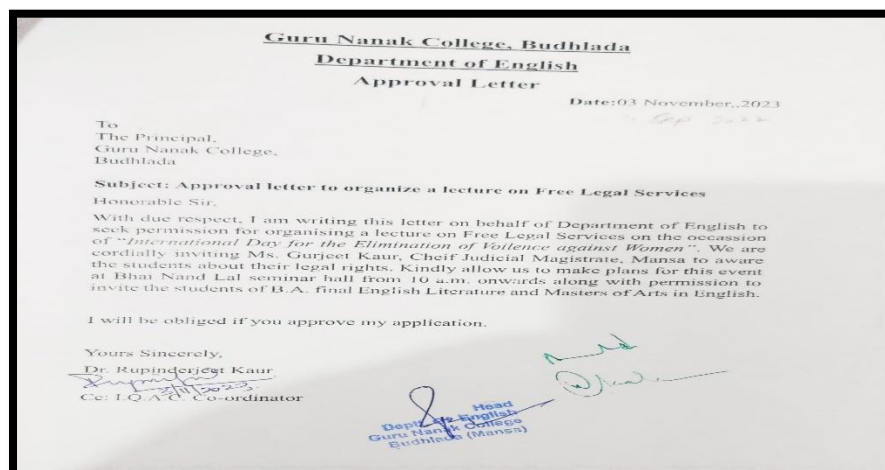 Guru Nanak College, Budhlada
Department of English
Approval Letter
Date:03 November,.2023
To
The Principal,
Guru Nanak College,
Budhlada
Subject: Approval letter to organize a lecture on Free Legal Services
Honorable Sir,
With due respect, I am writing this letter on behalf of Department of English to
seek permission for organising a lecture on Free Legal Services on the occassion
of "International Day for the Elimination of Voilence against Women". We are
cordially inviting Ms. Gurjeet Kaur, Cheif Judicial Magistrate, Mansa to aware
the students about their legal rights. Kindly allow us to make plans for this event
at Bhai Nand Lal seminar hall from 10 a.m. onwards along with permission to
invite the students of B.A. final English Literature and Masters of Arts in English.
I will be obliged if you approve my application.
Yours Sincerely,
Dr. Rupinderjeet Kaur
3/11/2023
Cc: I.Q.A.C. Co-ordinator
Head
Deptt. of English
Guru Nanak College
Budhlada (Mansa)